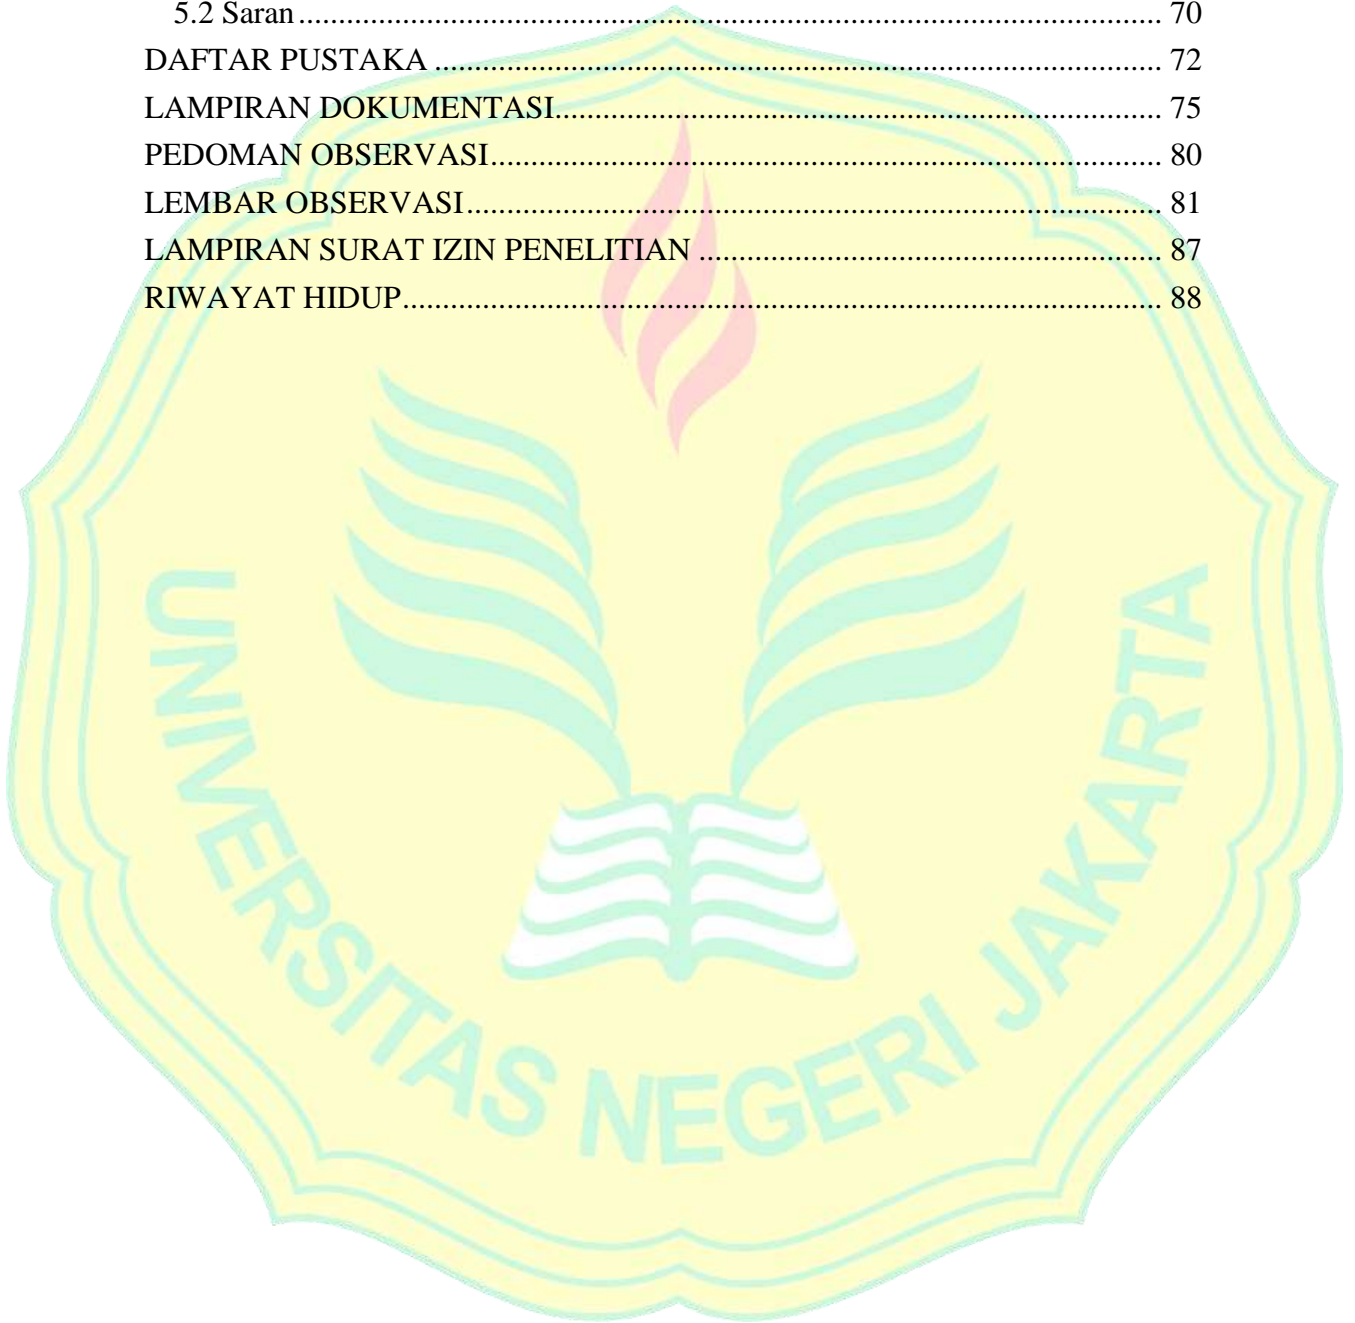 5.2 Saran ........................................................................................................... 70
DAFTAR PUSTAKA .......................................................................................... 72
LAMPIRAN DOKUMENTASI........................................................................... 75
PEDOMAN OBSERVASI................................................................................... 80
LEMBAR OBSERVASI...................................................................................... 81
LAMPIRAN SURAT IZIN PENELITIAN ......................................................... 87
RIWAYAT HIDUP.............................................................................................. 88
UNIVERSITAS NEGERI JAKARTA